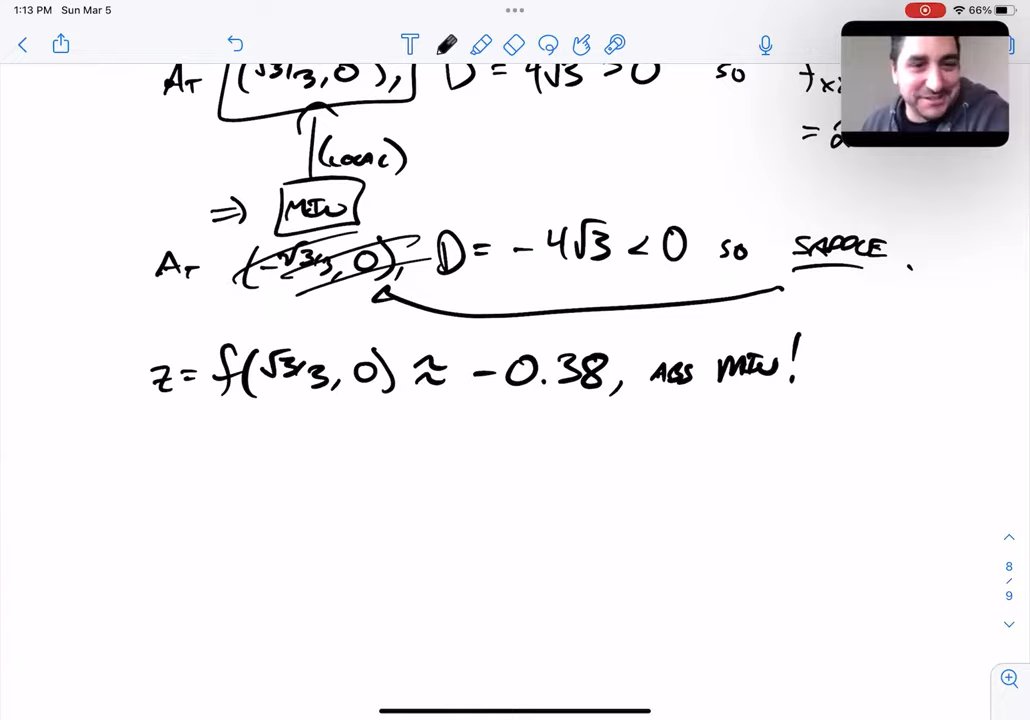 1:13 PM Sun Mar 5
66%
T
AT (√3/3, 0), D = 4√3 > 0 so
(LOCAL)
⇒ MIN
AT (-√3/3, 0), D = - 4√3 < 0 so SADDLE.
z = f(√3/3, 0) ≈ -0.38, ABS MIN!
8
/
9